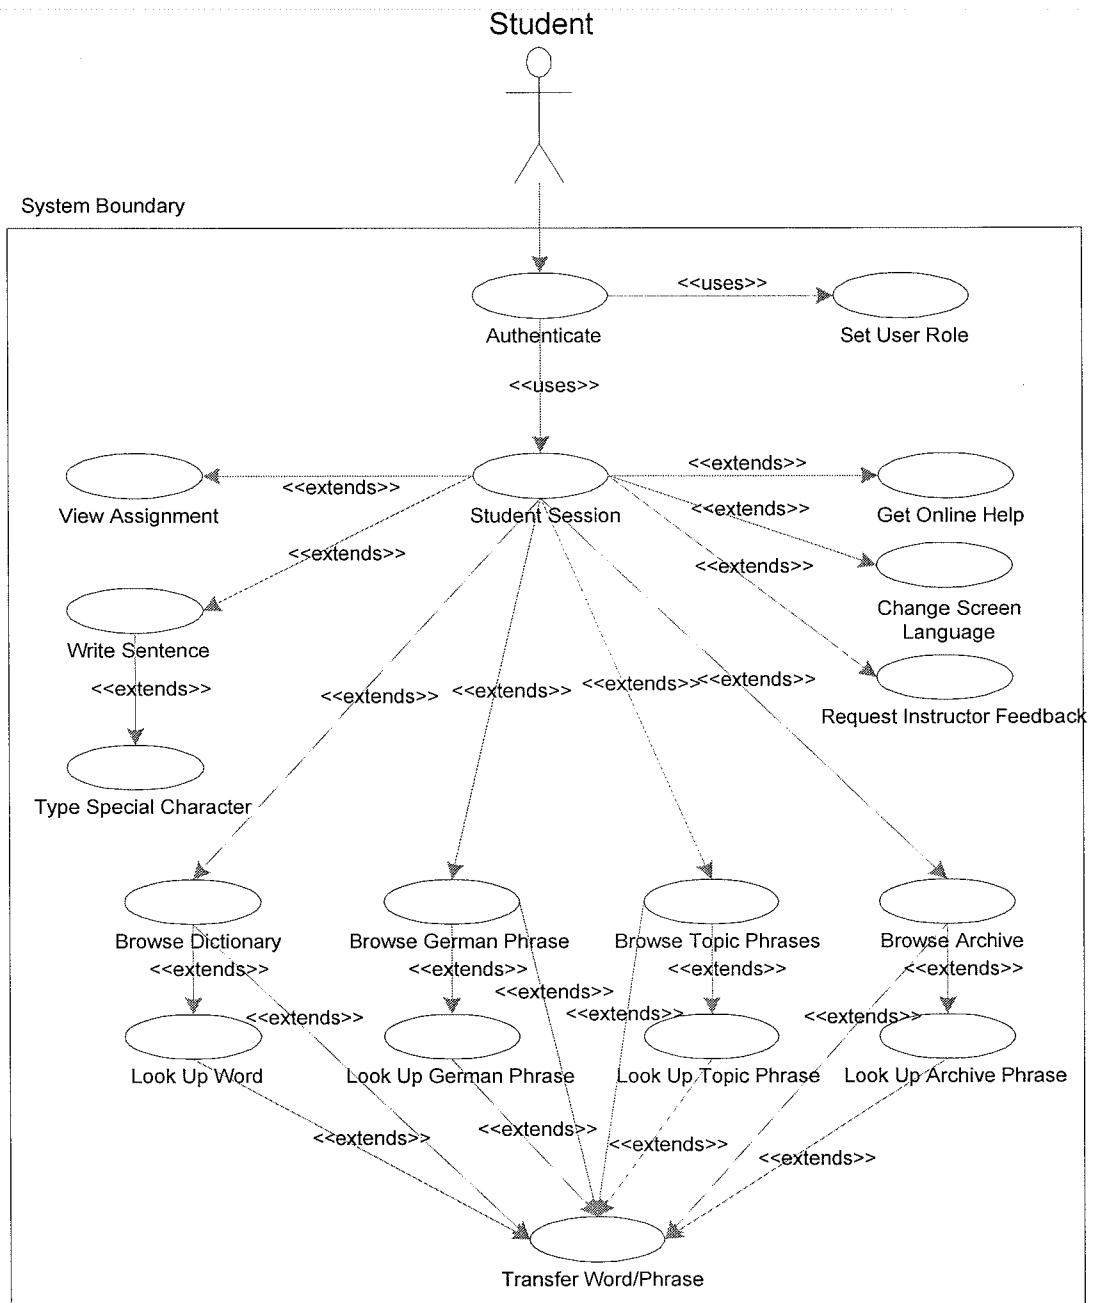 Student
System Boundary
<<uses>>
Authenticate
Set User Role
<<uses>>
<<extends>>
<<extends>>
View Assignment
Student Session
Get Online Help
<<extends>>
<<extends>>
<<extends>>
Change Screen
Language
Write Sentence
<<extends>>
<<extends>>
<<extends>>
<<extends>>
<<extends>>
Request Instructor Feedback
Type Special Character
Browse Dictionary
Browse German Phrase
Browse Topic Phrases
Browse Archive
<<extends>>
<<extends>>
<<extends>>
<<extends>>
<<extends>>
<<extends>>
<<extends>>
<<extends>>
Look Up Word
Look Up German Phrase
Look Up Topic Phrase
Look Up Archive Phrase
<<extends>>
<<extends>>
<<extends>>
<<extends>>
Transfer Word/Phrase